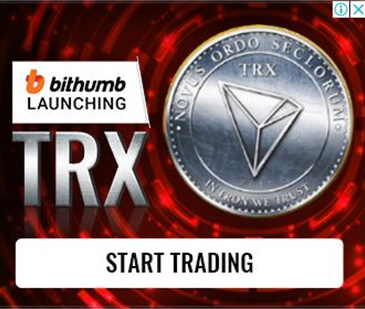 bithumb
LAUNCHING
TRX
NOVUS ORDO SECLORUM
TRX
IN TRON WE TRUST
START TRADING